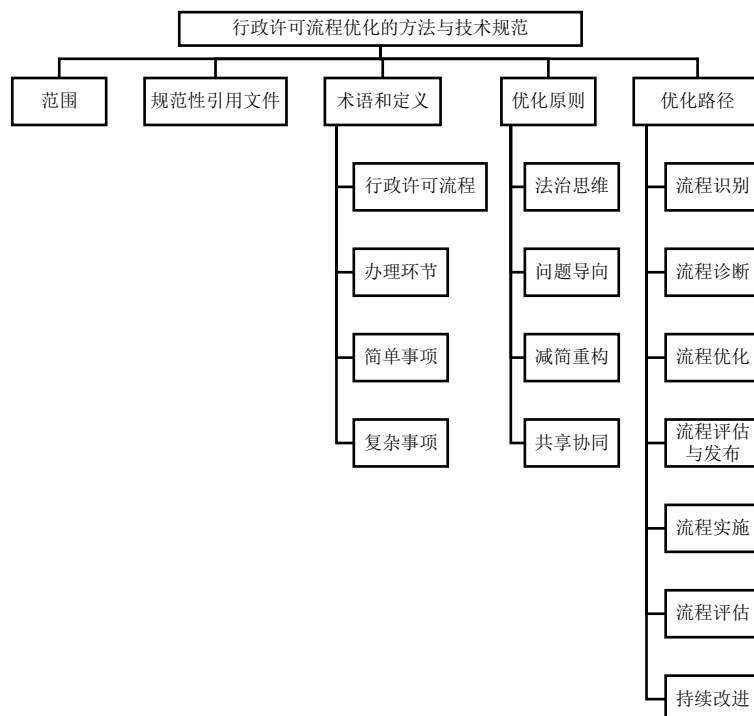 行政许可流程优化的方法与技术规范
范围
规范性引用文件
术语和定义
优化原则
优化路径
行政许可流程
办理环节
简单事项
复杂事项
法治思维
问题导向
减简重构
共享协同
流程识别
流程诊断
流程优化
流程评估
与发布
流程实施
流程评估
持续改进